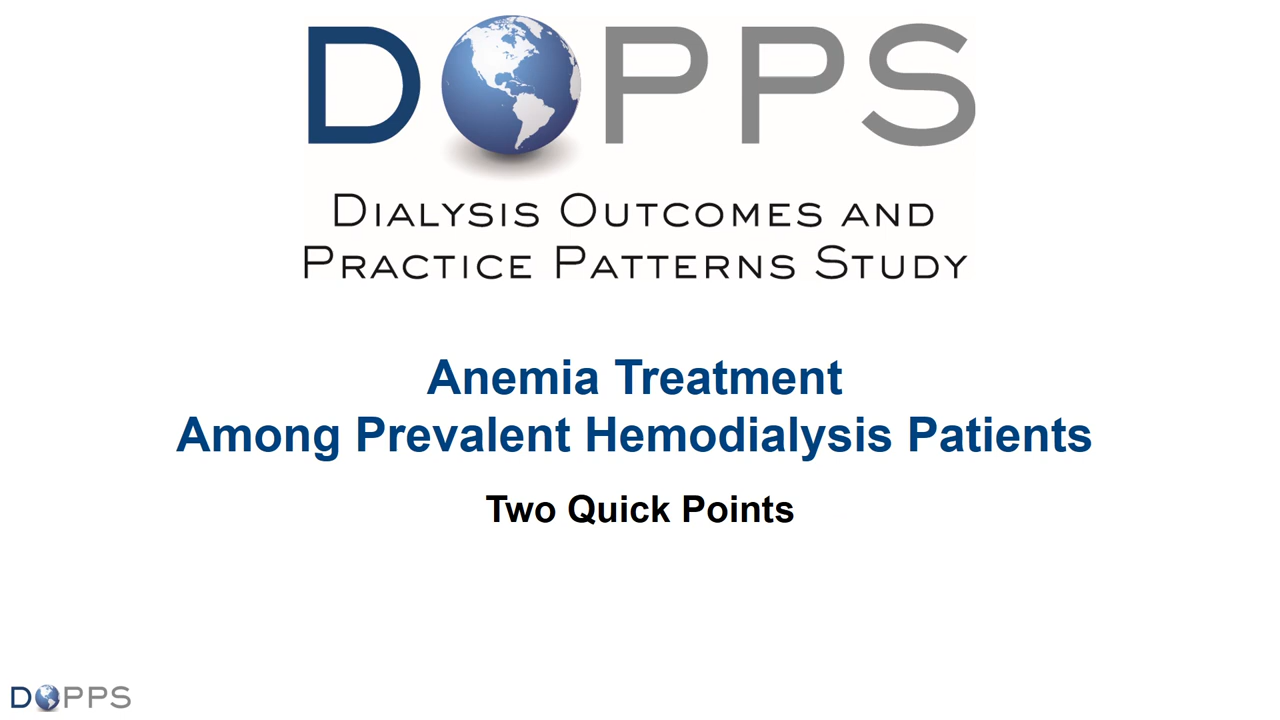 DOPPS
DIALYSIS OUTCOMES AND
PRACTICE PATTERNS STUDY
Anemia Treatment
Among Prevalent Hemodialysis Patients
Two Quick Points
DOPPS